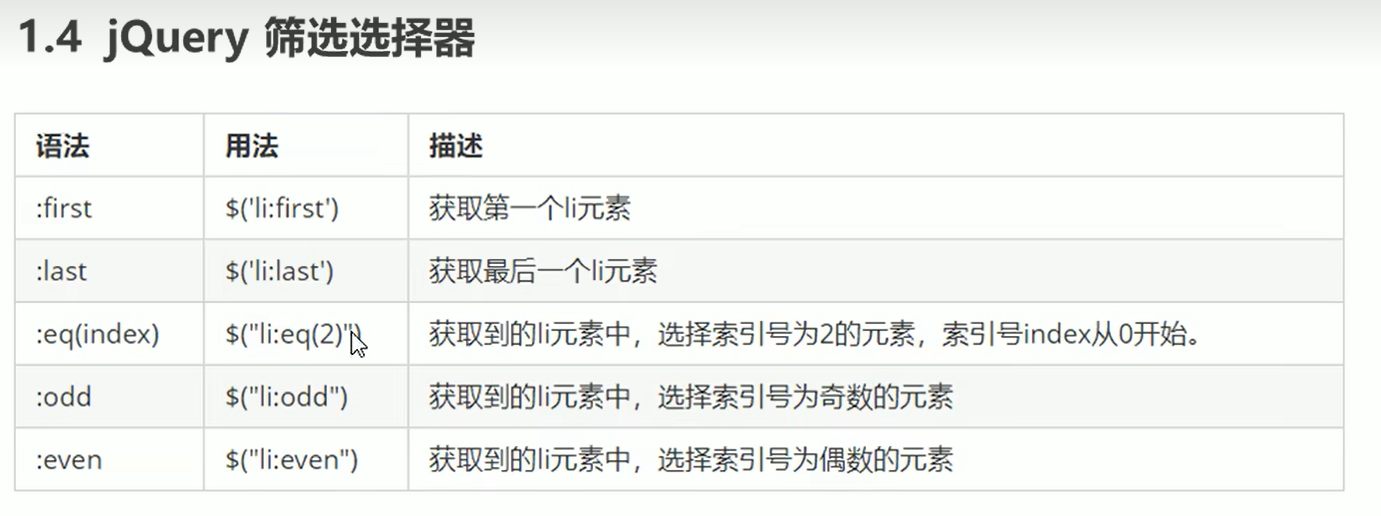 1.4 jQuery 筛选选择器
语法 用法 描述
:first $('li:first') 获取第一个li元素
:last $('li:last') 获取最后一个li元素
:eq(index) $("li:eq(2)") 获取到的li元素中，选择索引号为2的元素，索引号index从0开始。
:odd $("li:odd") 获取到的li元素中，选择索引号为奇数的元素
:even $("li:even") 获取到的li元素中，选择索引号为偶数的元素